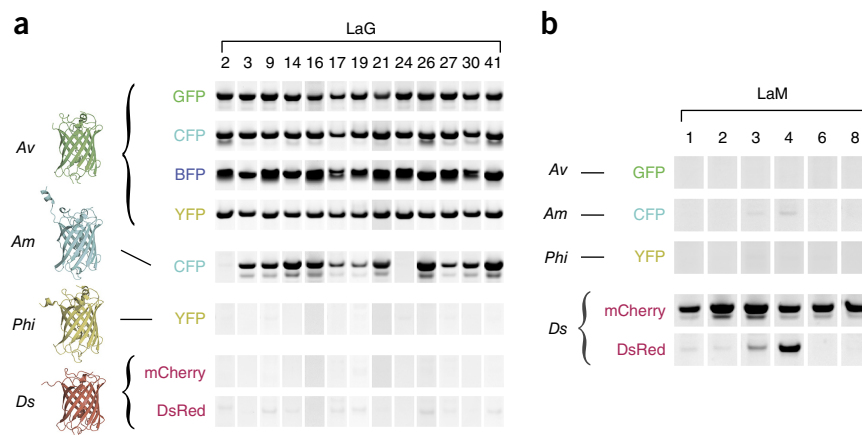 a
LaG
2 3 9 14 16 17 19 21 24 26 27 30 41
Av
GFP
CFP
BFP
YFP
Am
CFP
Phi
YFP
Ds
mCherry
DsRed
b
LaM
1 2 3 4 6 8
Av
GFP
Am
CFP
Phi
YFP
Ds
mCherry
DsRed